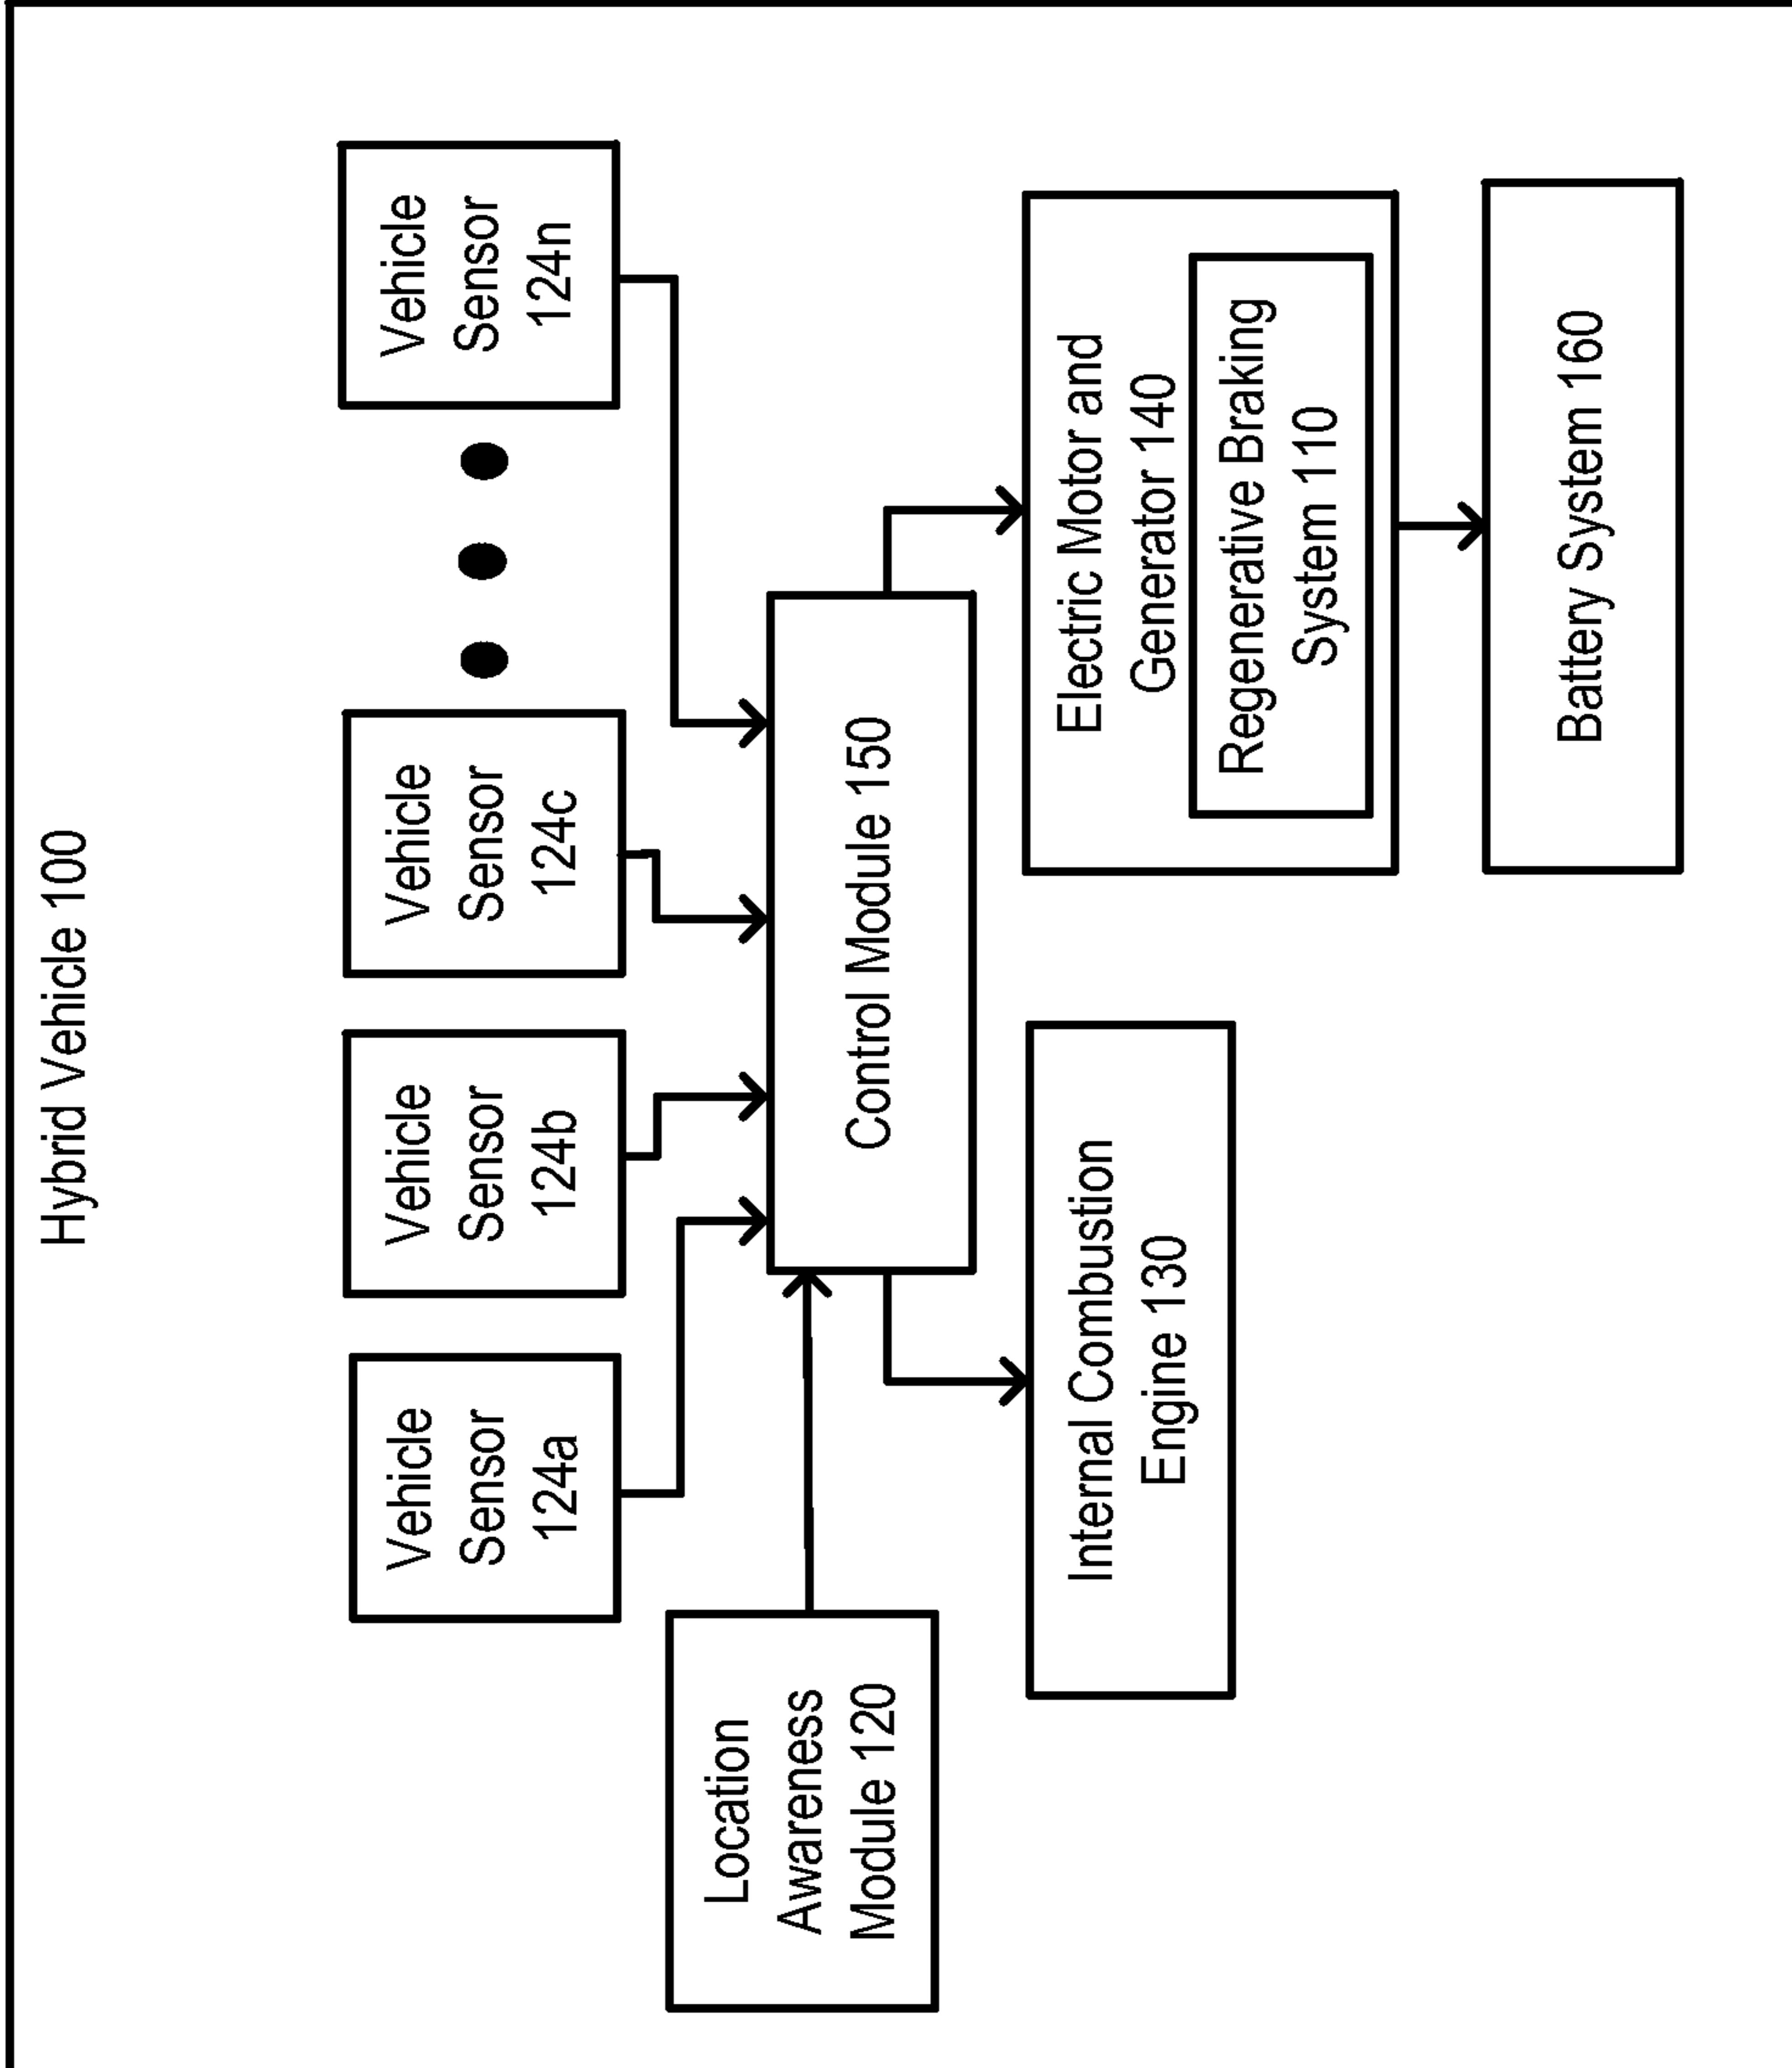 Hybrid Vehicle 100
Vehicle
Sensor
124a
Vehicle
Sensor
124b
Vehicle
Sensor
124c
Vehicle
Sensor
124n
Location
Awareness
Module 120
Control Module 150
Internal Combustion
Engine 130
Electric Motor and
Generator 140
Regenerative Braking
System 110
Battery System 160